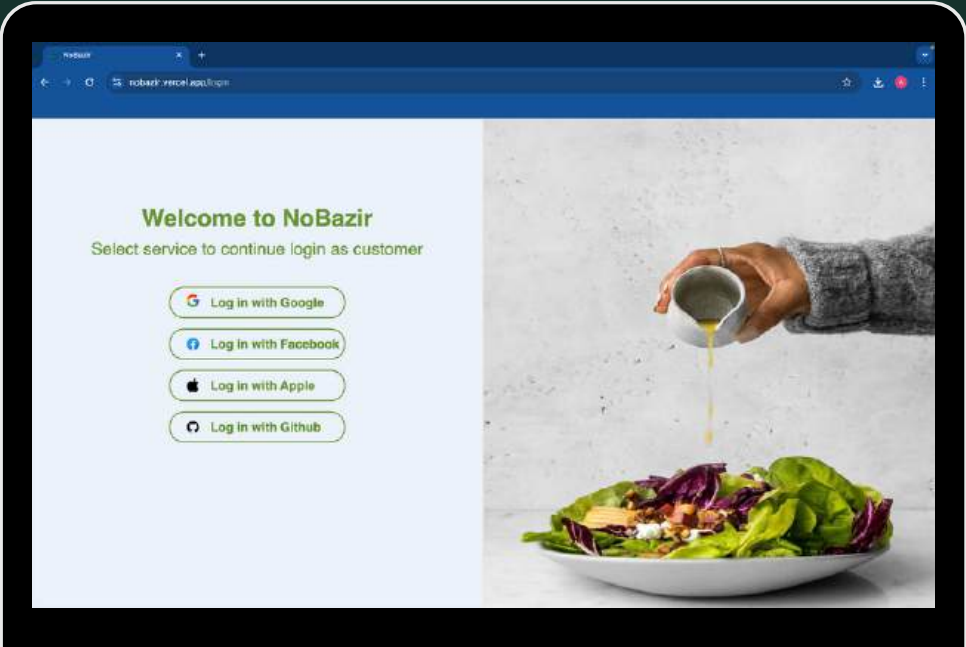 NoBazir
nobazir.vercel.app/login
Welcome to NoBazir
Select service to continue login as customer
Log in with Google
Log in with Facebook
Log in with Apple
Log in with Github